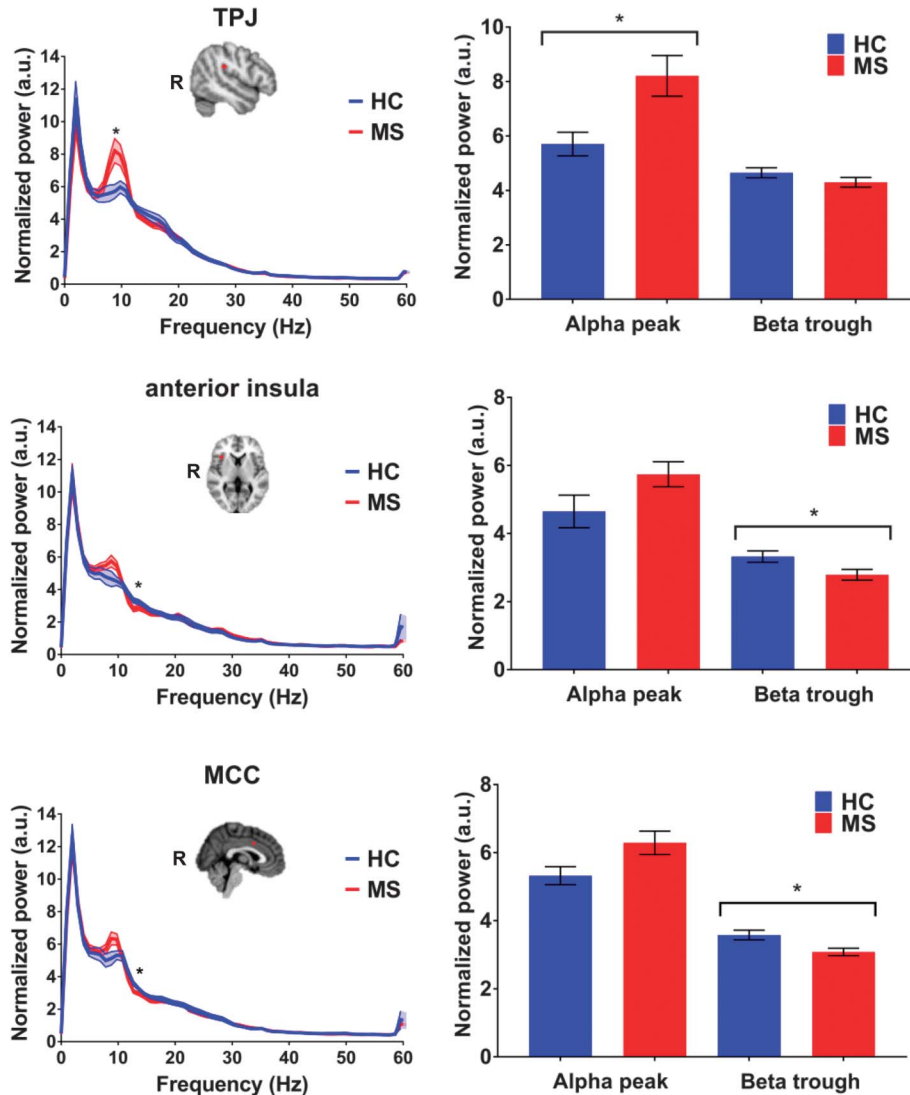 TPJ
Normalized power (a.u.)
14
12
10
8
6
4
2
0
*
R
HC
MS
0 10 20 30 40 50 60
Frequency (Hz)
Normalized power (a.u.)
10
8
6
4
2
0
*
HC
MS
Alpha peak Beta trough
anterior insula
Normalized power (a.u.)
14
12
10
8
6
4
2
0
*
R
HC
MS
0 10 20 30 40 50 60
Frequency (Hz)
Normalized power (a.u.)
8
6
4
2
0
*
HC
MS
Alpha peak Beta trough
MCC
Normalized power (a.u.)
14
12
10
8
6
4
2
0
*
R
HC
MS
0 10 20 30 40 50 60
Frequency (Hz)
Normalized power (a.u.)
8
6
4
2
0
*
HC
MS
Alpha peak Beta trough